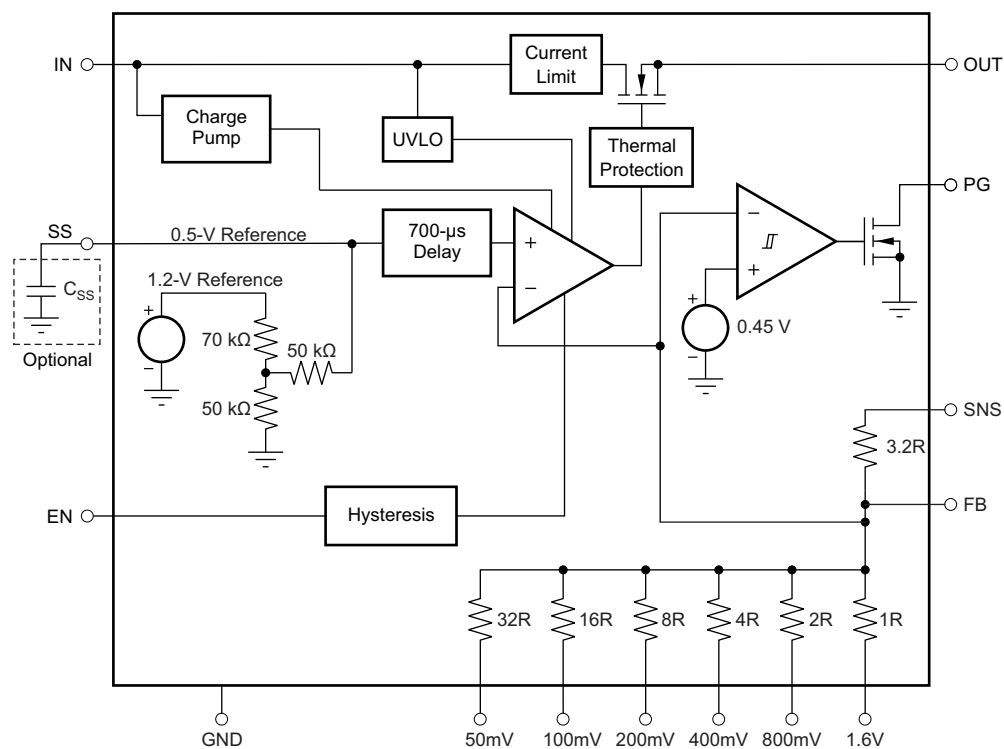 IN
Current
Limit
OUT
Charge
Pump
UVLO
Thermal
Protection
PG
SS
0.5-V Reference
700-µs
Delay
+
−
−
+
C_SS
Optional
1.2-V Reference
+
−
70 kΩ
50 kΩ
50 kΩ
+
−
0.45 V
SNS
3.2R
FB
EN
Hysteresis
32R
16R
8R
4R
2R
1R
GND
50mV
100mV
200mV
400mV
800mV
1.6V